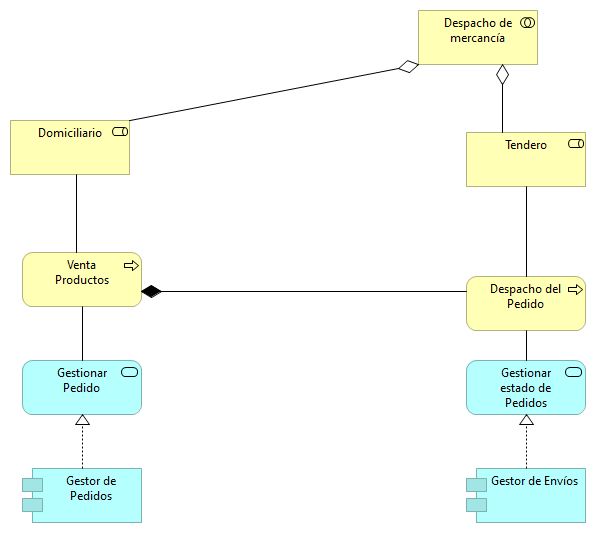 Despacho de
mercancía
Domiciliario
Tendero
Venta
Productos
Despacho del
Pedido
Gestionar
Pedido
Gestionar
estado de
Pedidos
Gestor de
Pedidos
Gestor de Envíos